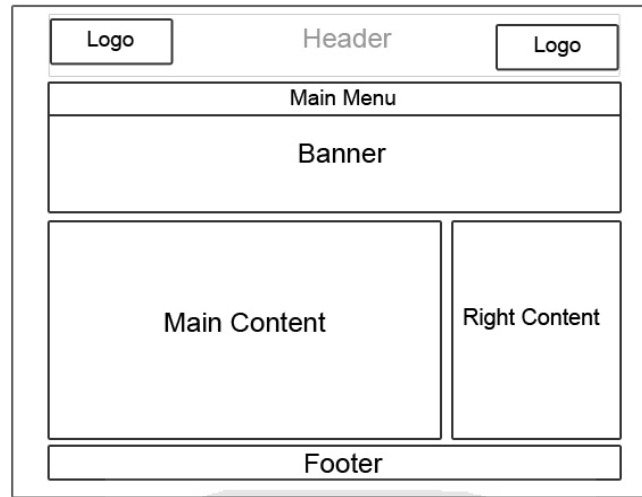 Logo
Header
Logo
Main Menu
Banner
Main Content
Right Content
Footer